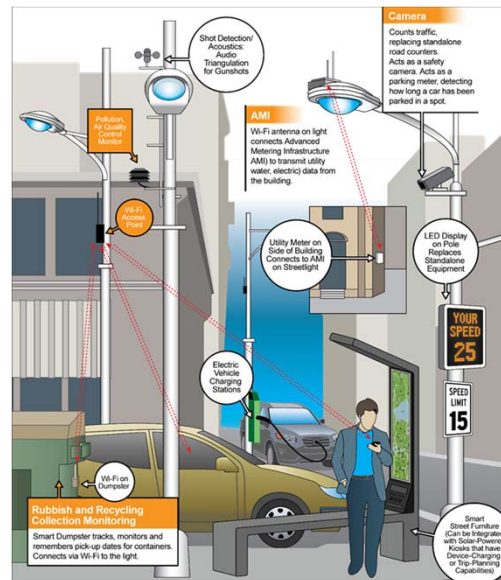 Shot Detection/
Acoustics:
Audio
Triangulation
for Gunshots
Camera
Counts traffic,
replacing standalone
road counters.
Acts as a safety
camera. Acts as a
parking meter, detecting
how long a car has been
parked in a spot.
Pollution,
Air Quality
Control
Monitor
AMI
Wi-Fi antenna on light
connects Advanced
Metering Infrastructure
AMI) to transmit utility
water, electric) data from
the building.
Wi-Fi
Access
Point
Utility Meter on
Side of Building
Connects to AMI
on Streetlight
LED Display
on Pole
Replaces
Standalone
Equipment
YOUR
SPEED
25
Electric
Vehicle
Charging
Stations
SPEED
LIMIT
15
Wi-Fi on
Dumpster
Rubbish and Recycling
Collection Monitoring
Smart Dumpster tracks, monitors and
remembers pick-up dates for containers.
Connects via Wi-Fi to the light.
Smart
Street Furniture
(Can be Integrated
with Solar-Powered
Kiosks that have
Device-Charging
or Trip-Planning
Capabilities)